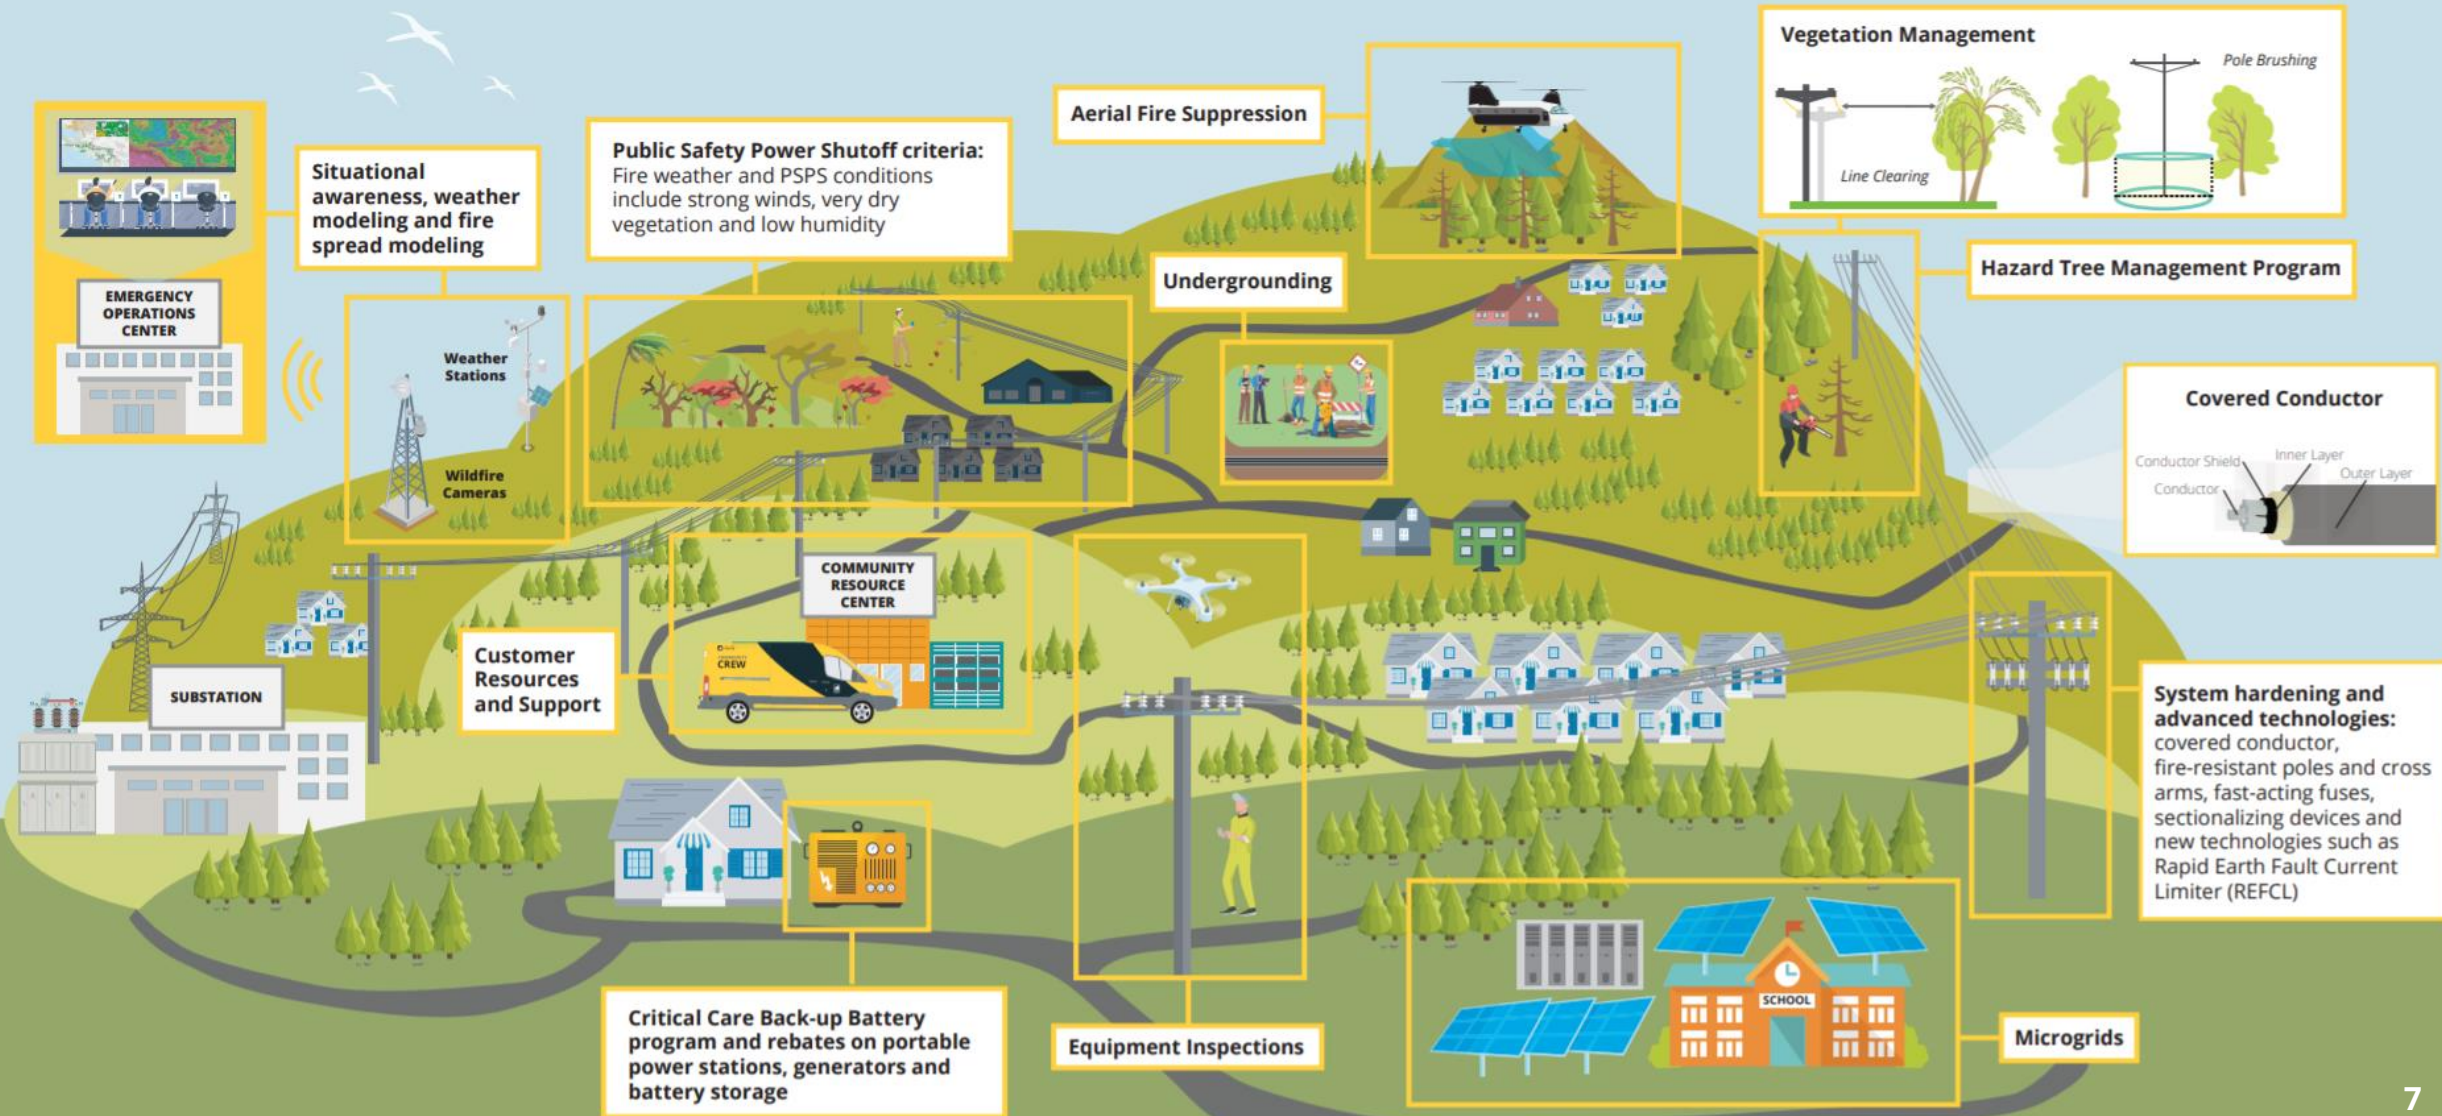 EMERGENCY
OPERATIONS
CENTER
Situational
awareness, weather
modeling and fire
spread modeling
Weather
Stations
Wildfire
Cameras
Public Safety Power Shutoff criteria:
Fire weather and PSPS conditions
include strong winds, very dry
vegetation and low humidity
Aerial Fire Suppression
Undergrounding
Vegetation Management
Line Clearing
Pole Brushing
Hazard Tree Management Program
Covered Conductor
Conductor Shield
Conductor
Inner Layer
Outer Layer
SUBSTATION
Customer
Resources
and Support
COMMUNITY
RESOURCE
CENTER
CREW
System hardening and
advanced technologies:
covered conductor,
fire-resistant poles and cross
arms, fast-acting fuses,
sectionalizing devices and
new technologies such as
Rapid Earth Fault Current
Limiter (REFCL)
Critical Care Back-up Battery
program and rebates on portable
power stations, generators and
battery storage
Equipment Inspections
SCHOOL
Microgrids
7